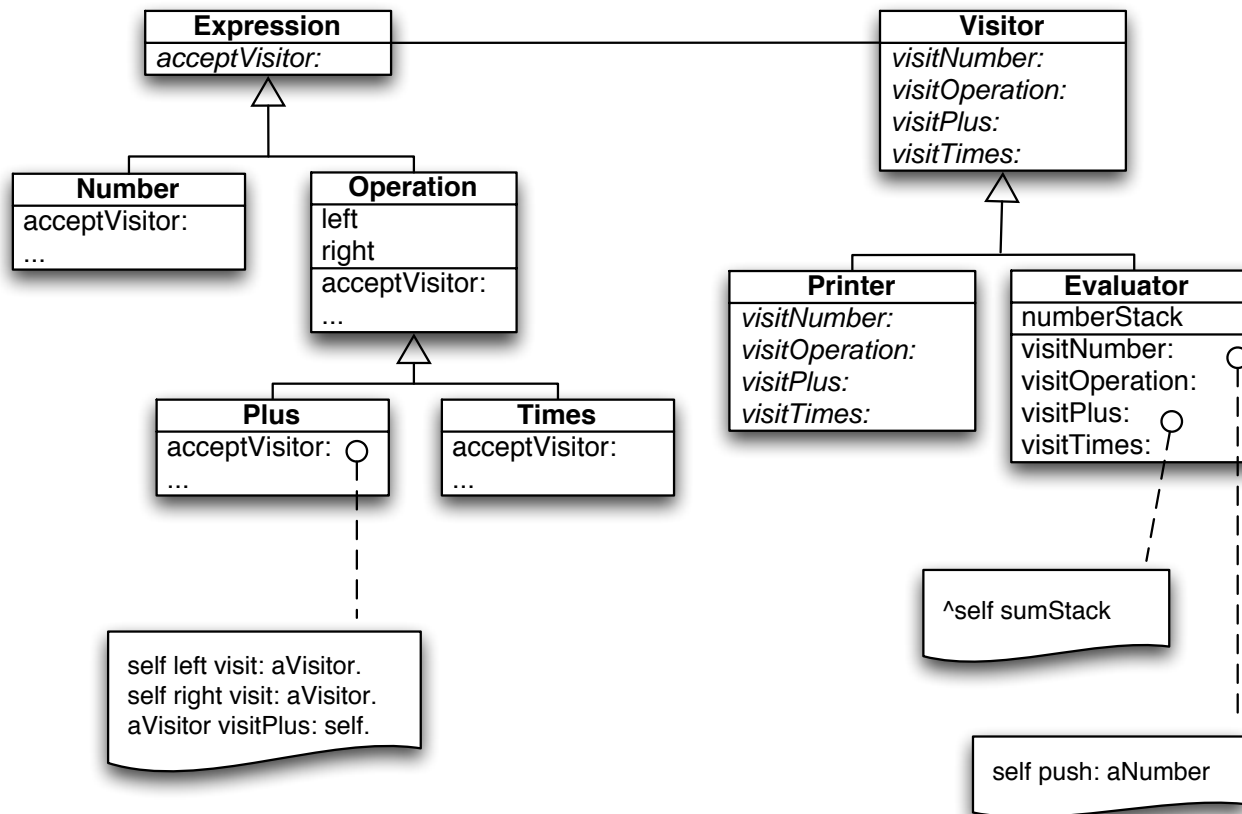 Expression
acceptVisitor:
Visitor
visitNumber:
visitOperation:
visitPlus:
visitTimes:
Number
acceptVisitor:
...
Operation
left
right
acceptVisitor:
...
Printer
visitNumber:
visitOperation:
visitPlus:
visitTimes:
Evaluator
numberStack
visitNumber:
visitOperation:
visitPlus:
visitTimes:
Plus
acceptVisitor:
...
Times
acceptVisitor:
...
^self sumStack
self left visit: aVisitor.
self right visit: aVisitor.
aVisitor visitPlus: self.
self push: aNumber